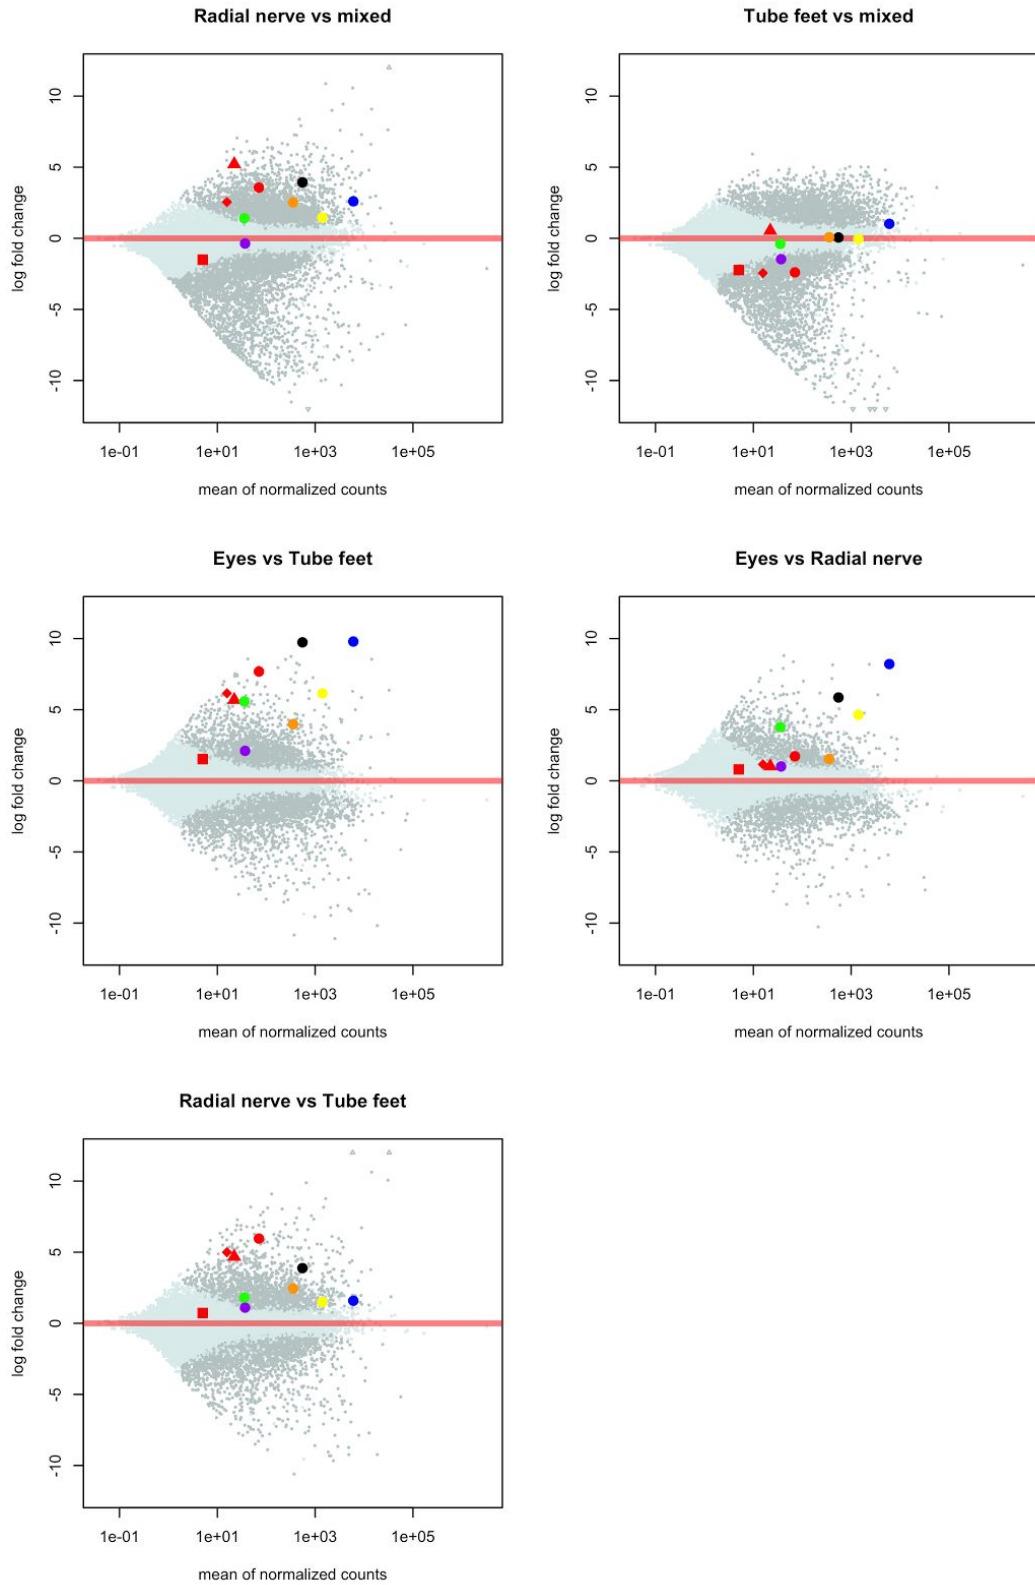 Radial nerve vs mixed
10
5
0
-5
-10
log fold change
1e-01 1e+01 1e+03 1e+05
mean of normalized counts
Tube feet vs mixed
10
5
0
-5
-10
log fold change
1e-01 1e+01 1e+03 1e+05
mean of normalized counts
Eyes vs Tube feet
10
5
0
-5
-10
log fold change
1e-01 1e+01 1e+03 1e+05
mean of normalized counts
Eyes vs Radial nerve
10
5
0
-5
-10
log fold change
1e-01 1e+01 1e+03 1e+05
mean of normalized counts
Radial nerve vs Tube feet
10
5
0
-5
-10
log fold change
1e-01 1e+01 1e+03 1e+05
mean of normalized counts